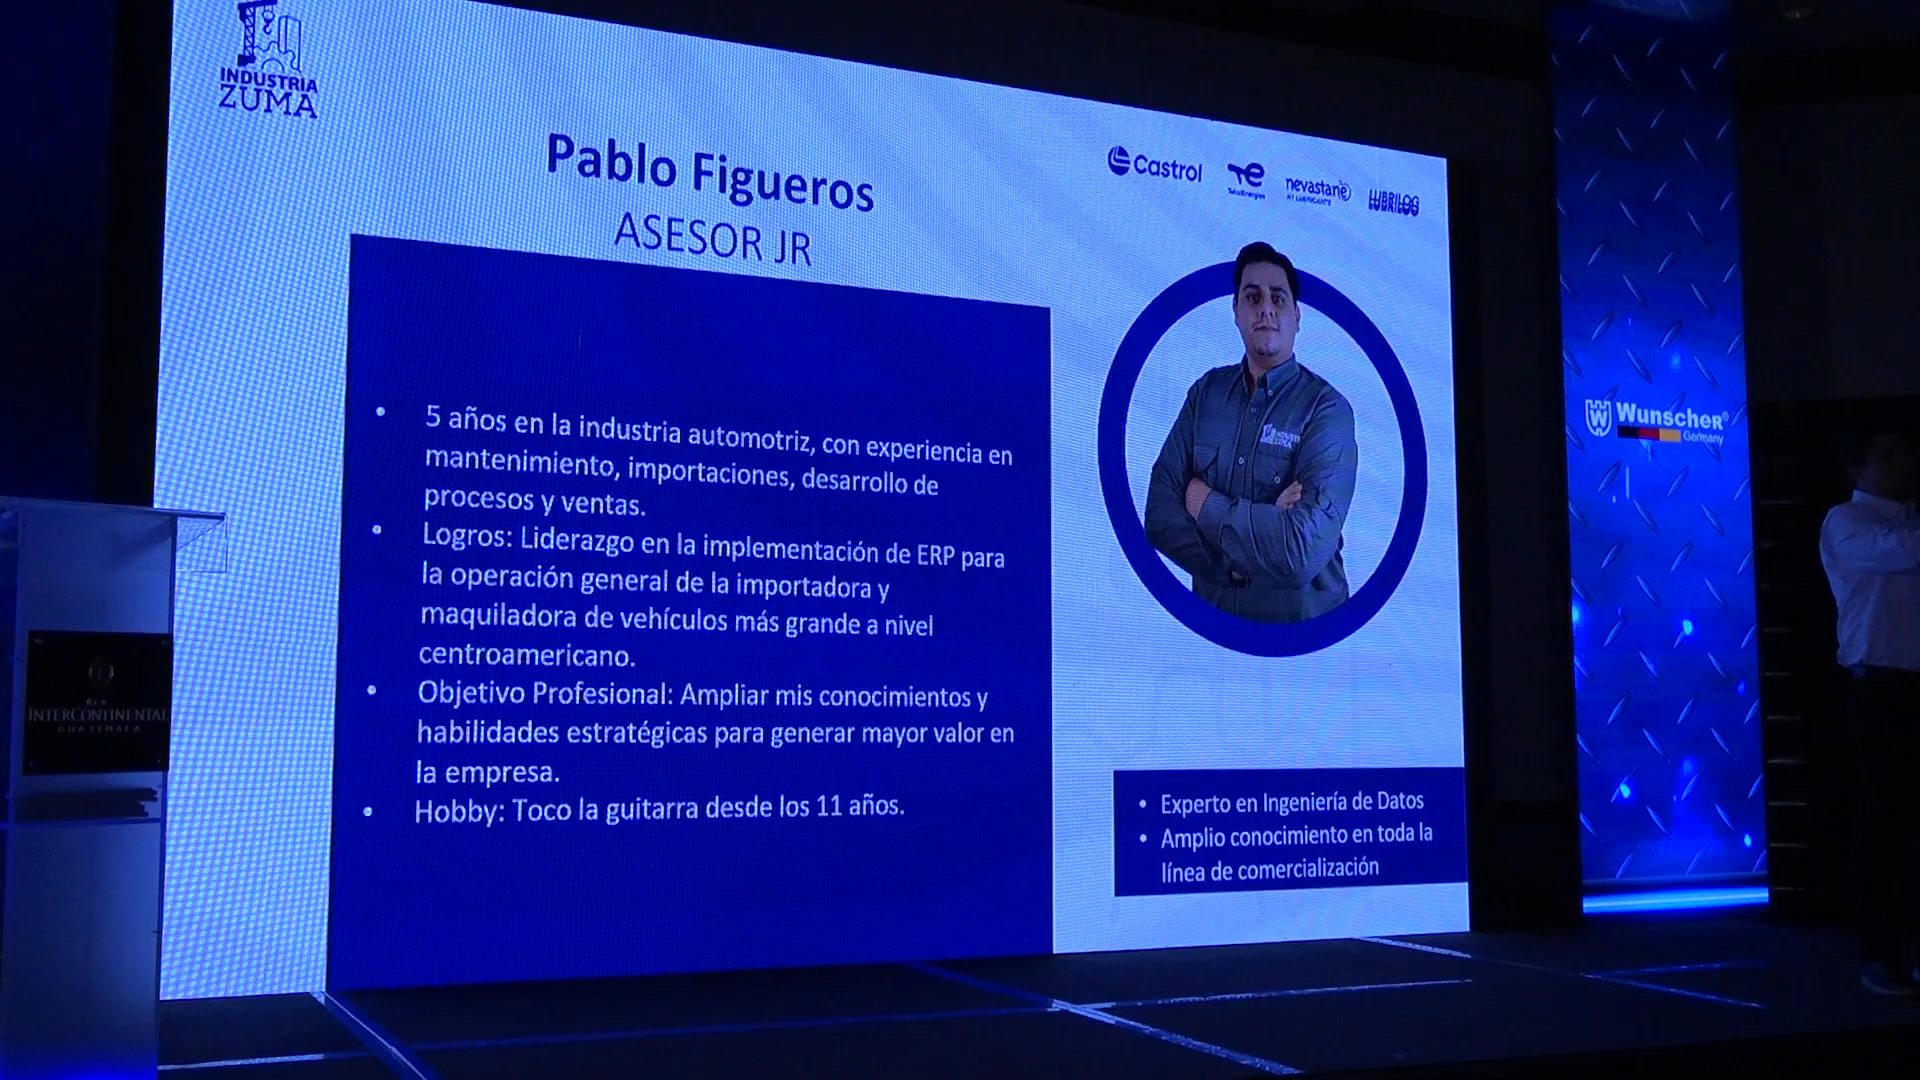 INDUSTRIA
ZUMA
Pablo Figueros
ASESOR JR
Castrol
TotalEnergies
nevastane
HT LUBRICANTS
LUBRILOG
• 5 años en la industria automotriz, con experiencia en
mantenimiento, importaciones, desarrollo de
procesos y ventas.
• Logros: Liderazgo en la implementación de ERP para
la operación general de la importadora y
maquiladora de vehículos más grande a nivel
centroamericano.
• Objetivo Profesional: Ampliar mis conocimientos y
habilidades estratégicas para generar mayor valor en
la empresa.
• Hobby: Toco la guitarra desde los 11 años.
• Experto en Ingeniería de Datos
• Amplio conocimiento en toda la
línea de comercialización
W Wunscher®
Germany
INTERCONTINENTAL
GUATEMALA